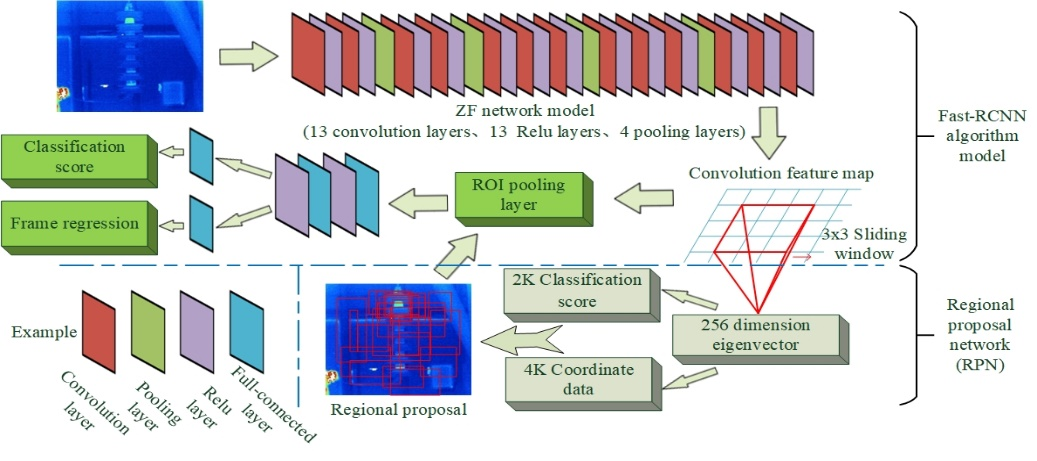 ZF network model
(13 convolution layers、13 Relu layers、4 pooling layers)
Fast-RCNN
algorithm
model
Classification
score
Frame regression
ROI pooling
layer
Convolution feature map
3x3 Sliding
window
2K Classification
score
256 dimension
eigenvector
4K Coordinate
data
Regional proposal
Regional
proposal
network
(RPN)
Example
Convolution
layer
Pooling
layer
Relu
layer
Full-connected
layer